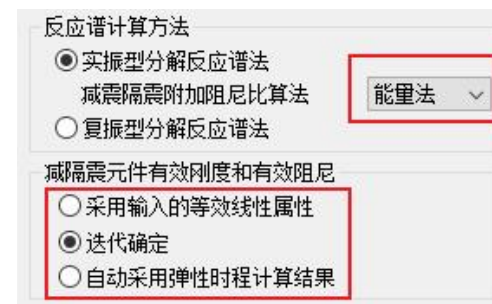 反应谱计算方法
实振型分解反应谱法
减震隔震附加阻尼比算法 能量法
复振型分解反应谱法
减隔震元件有效刚度和有效阻尼
采用输入的等效线性属性
迭代确定
自动采用弹性时程计算结果